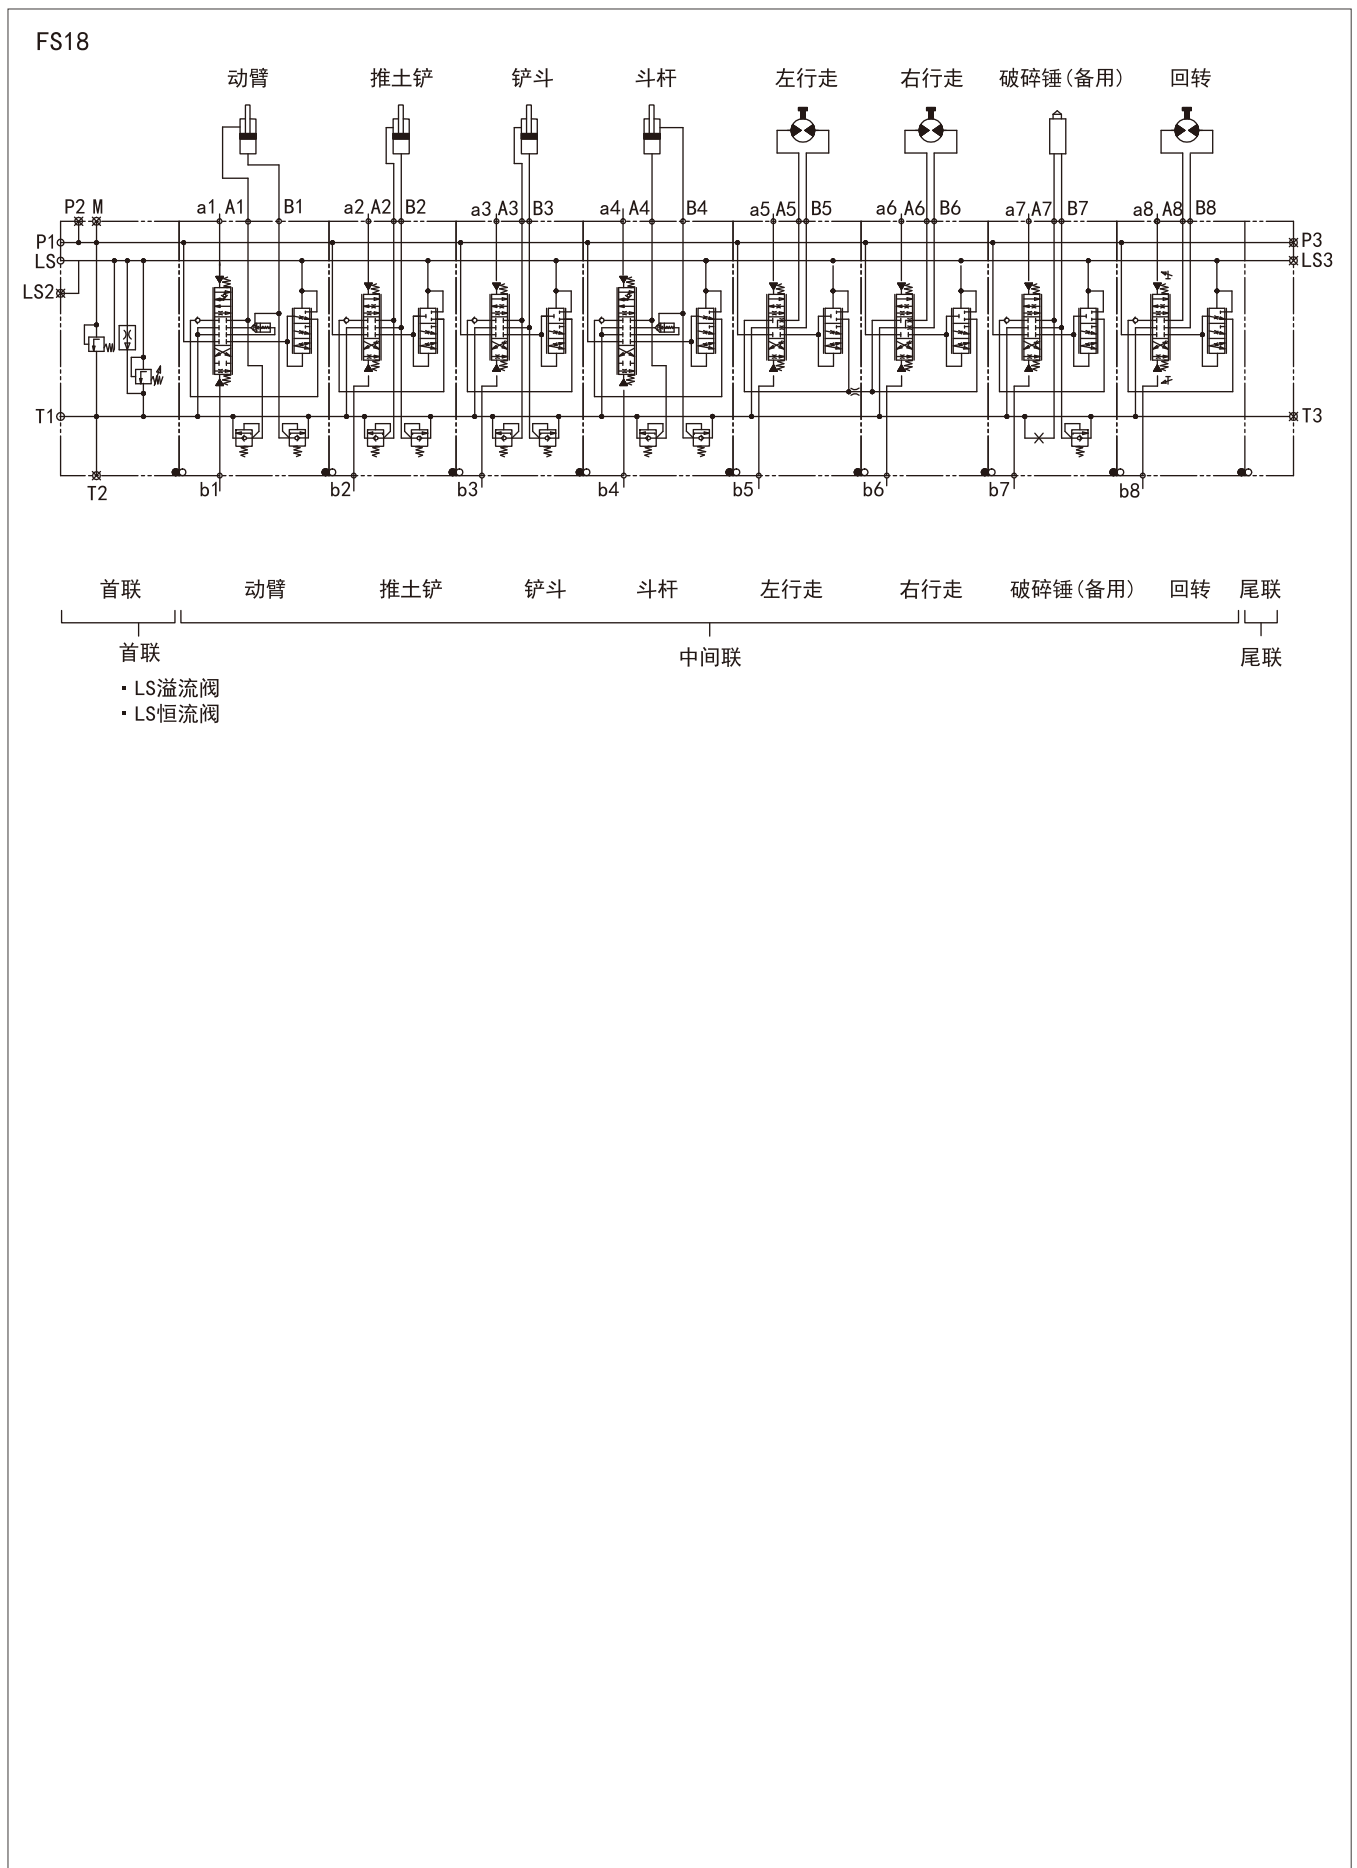 FS18
动臂 推土铲 铲斗 斗杆 左行走 右行走 破碎锤(备用) 回转
P2 M a1 A1 B1 a2 A2 B2 a3 A3 B3 a4 A4 B4 a5 A5 B5 a6 A6 B6 a7 A7 B7 a8 A8 B8
P1 P3
LS LS3
LS2
T1 T3
T2 b1 b2 b3 b4 b5 b6 b7 b8
首联 动臂 推土铲 铲斗 斗杆 左行走 右行走 破碎锤(备用) 回转 尾联
首联 中间联 尾联
· LS溢流阀
· LS恒流阀